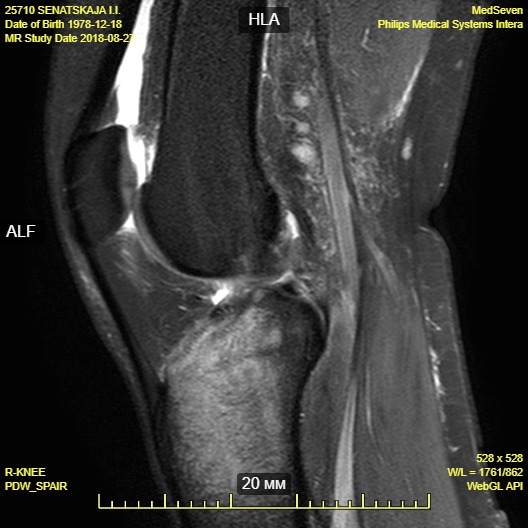 25710 SENATSKAJA I.I.
Date of Birth 1978-12-18
MR Study Date 2018-08-27
HLA
MedSeven
Philips Medical Systems Intera
ALF
R-KNEE
PDW_SPAIR
20 мм
528 x 528
W/L = 1761/862
WebGL API